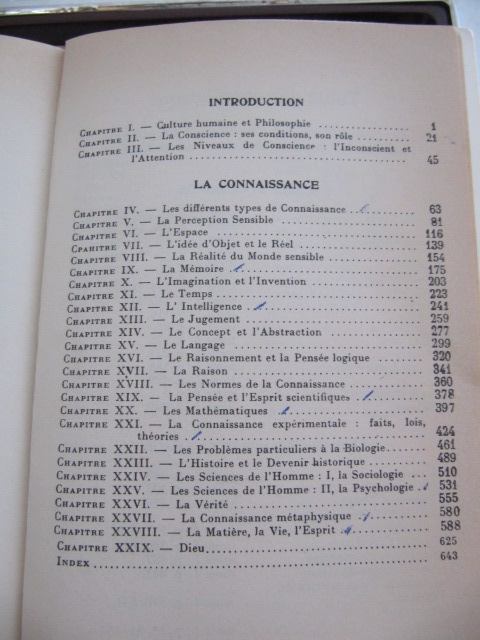 INTRODUCTION
CHAPITRE I. — Culture humaine et Philosophie .................. 1
CHAPITRE II. — La Conscience : ses conditions, son rôle .......... 21
CHAPITRE III. — Les Niveaux de Conscience : l'Inconscient et
l'Attention .................................... 45
LA CONNAISSANCE
CHAPITRE IV. — Les différents types de Connaissance ............ 63
CHAPITRE V. — La Perception Sensible ........................ 81
CHAPITRE VI. — L'Espace .................................... 116
CPAHITRE VII. — L'idée d'Objet et le Réel ...................... 139
CHAPITRE VIII. — La Réalité du Monde sensible ................ 154
CHAPITRE IX. — La Mémoire ................................ 175
CHAPITRE X. — L'Imagination et l'Invention .................... 203
CHAPITRE XI. — Le Temps .................................. 223
CHAPITRE XII. — L' Intelligence .............................. 241
CHAPITRE XIII. — Le Jugement .............................. 259
CHAPITRE XIV. — Le Concept et l'Abstraction .................. 277
CHAPITRE XV. — Le Langage ................................ 299
CHAPITRE XVI. — Le Raisonnement et la Pensée logique ........ 320
CHAPITRE XVII. — La Raison ................................ 341
CHAPITRE XVIII. — Les Normes de la Connaissance .............. 360
CHAPITRE XIX. — La Pensée et l'Esprit scientifiques ............ 378
CHAPITRE XX. — Les Mathématiques .......................... 397
CHAPITRE XXI. — La Connaissance expérimentale : faits, lois,
théories .................................... 424
CHAPITRE XXII. — Les Problèmes particuliers à la Biologie........ 461
CHAPITRE XXIII. — L'Histoire et le Devenir historique .......... 489
CHAPITRE XXIV. — Les Sciences de l'Homme : I, la Sociologie ... 510
CHAPITRE XXV. — Les Sciences de l'Homme : II, la Psychologie .. 531
CHAPITRE XXVI. — La Vérité ................................ 555
CHAPITRE XXVII. — La Connaissance métaphysique .............. 580
CHAPITRE XXVIII. — La Matière, la Vie, l'Esprit ................ 588
CHAPITRE XXIX. — Dieu...................................... 625
INDEX .................................................... 643